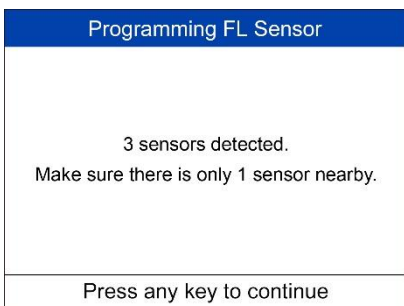 Programming FL Sensor
3 sensors detected.
Make sure there is only 1 sensor nearby.
Press any key to continue